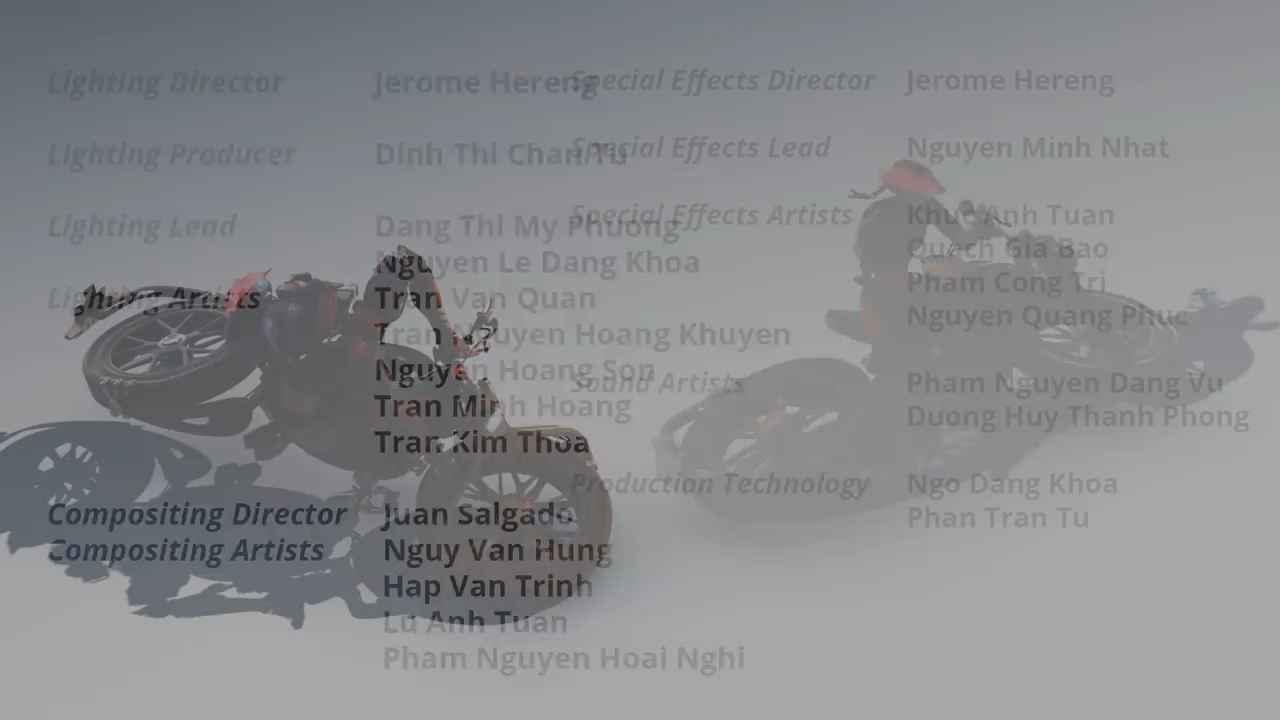 Lighting Director Jerome Hereng
Lighting Producer Dinh Thi Chan Tu
Lighting Lead Dang Thi My Phuong
Nguyen Le Dang Khoa
Lighting Artists Tran Van Quan
Tran Nguyen Hoang Khuyen
Nguyen Hoang Son
Tran Minh Hoang
Tran Kim Thoa
Compositing Director Juan Salgado
Compositing Artists Nguy Van Hung
Hap Van Trinh
Lu Anh Tuan
Pham Nguyen Hoai Nghi
Special Effects Director Jerome Hereng
Special Effects Lead Nguyen Minh Nhat
Special Effects Artists Khuc Anh Tuan
Quach Gia Bao
Pham Cong Tri
Nguyen Quang Phuc
Sound Artists Pham Nguyen Dang Vu
Duong Huy Thanh Phong
Production Technology Ngo Dang Khoa
Phan Tran Tu